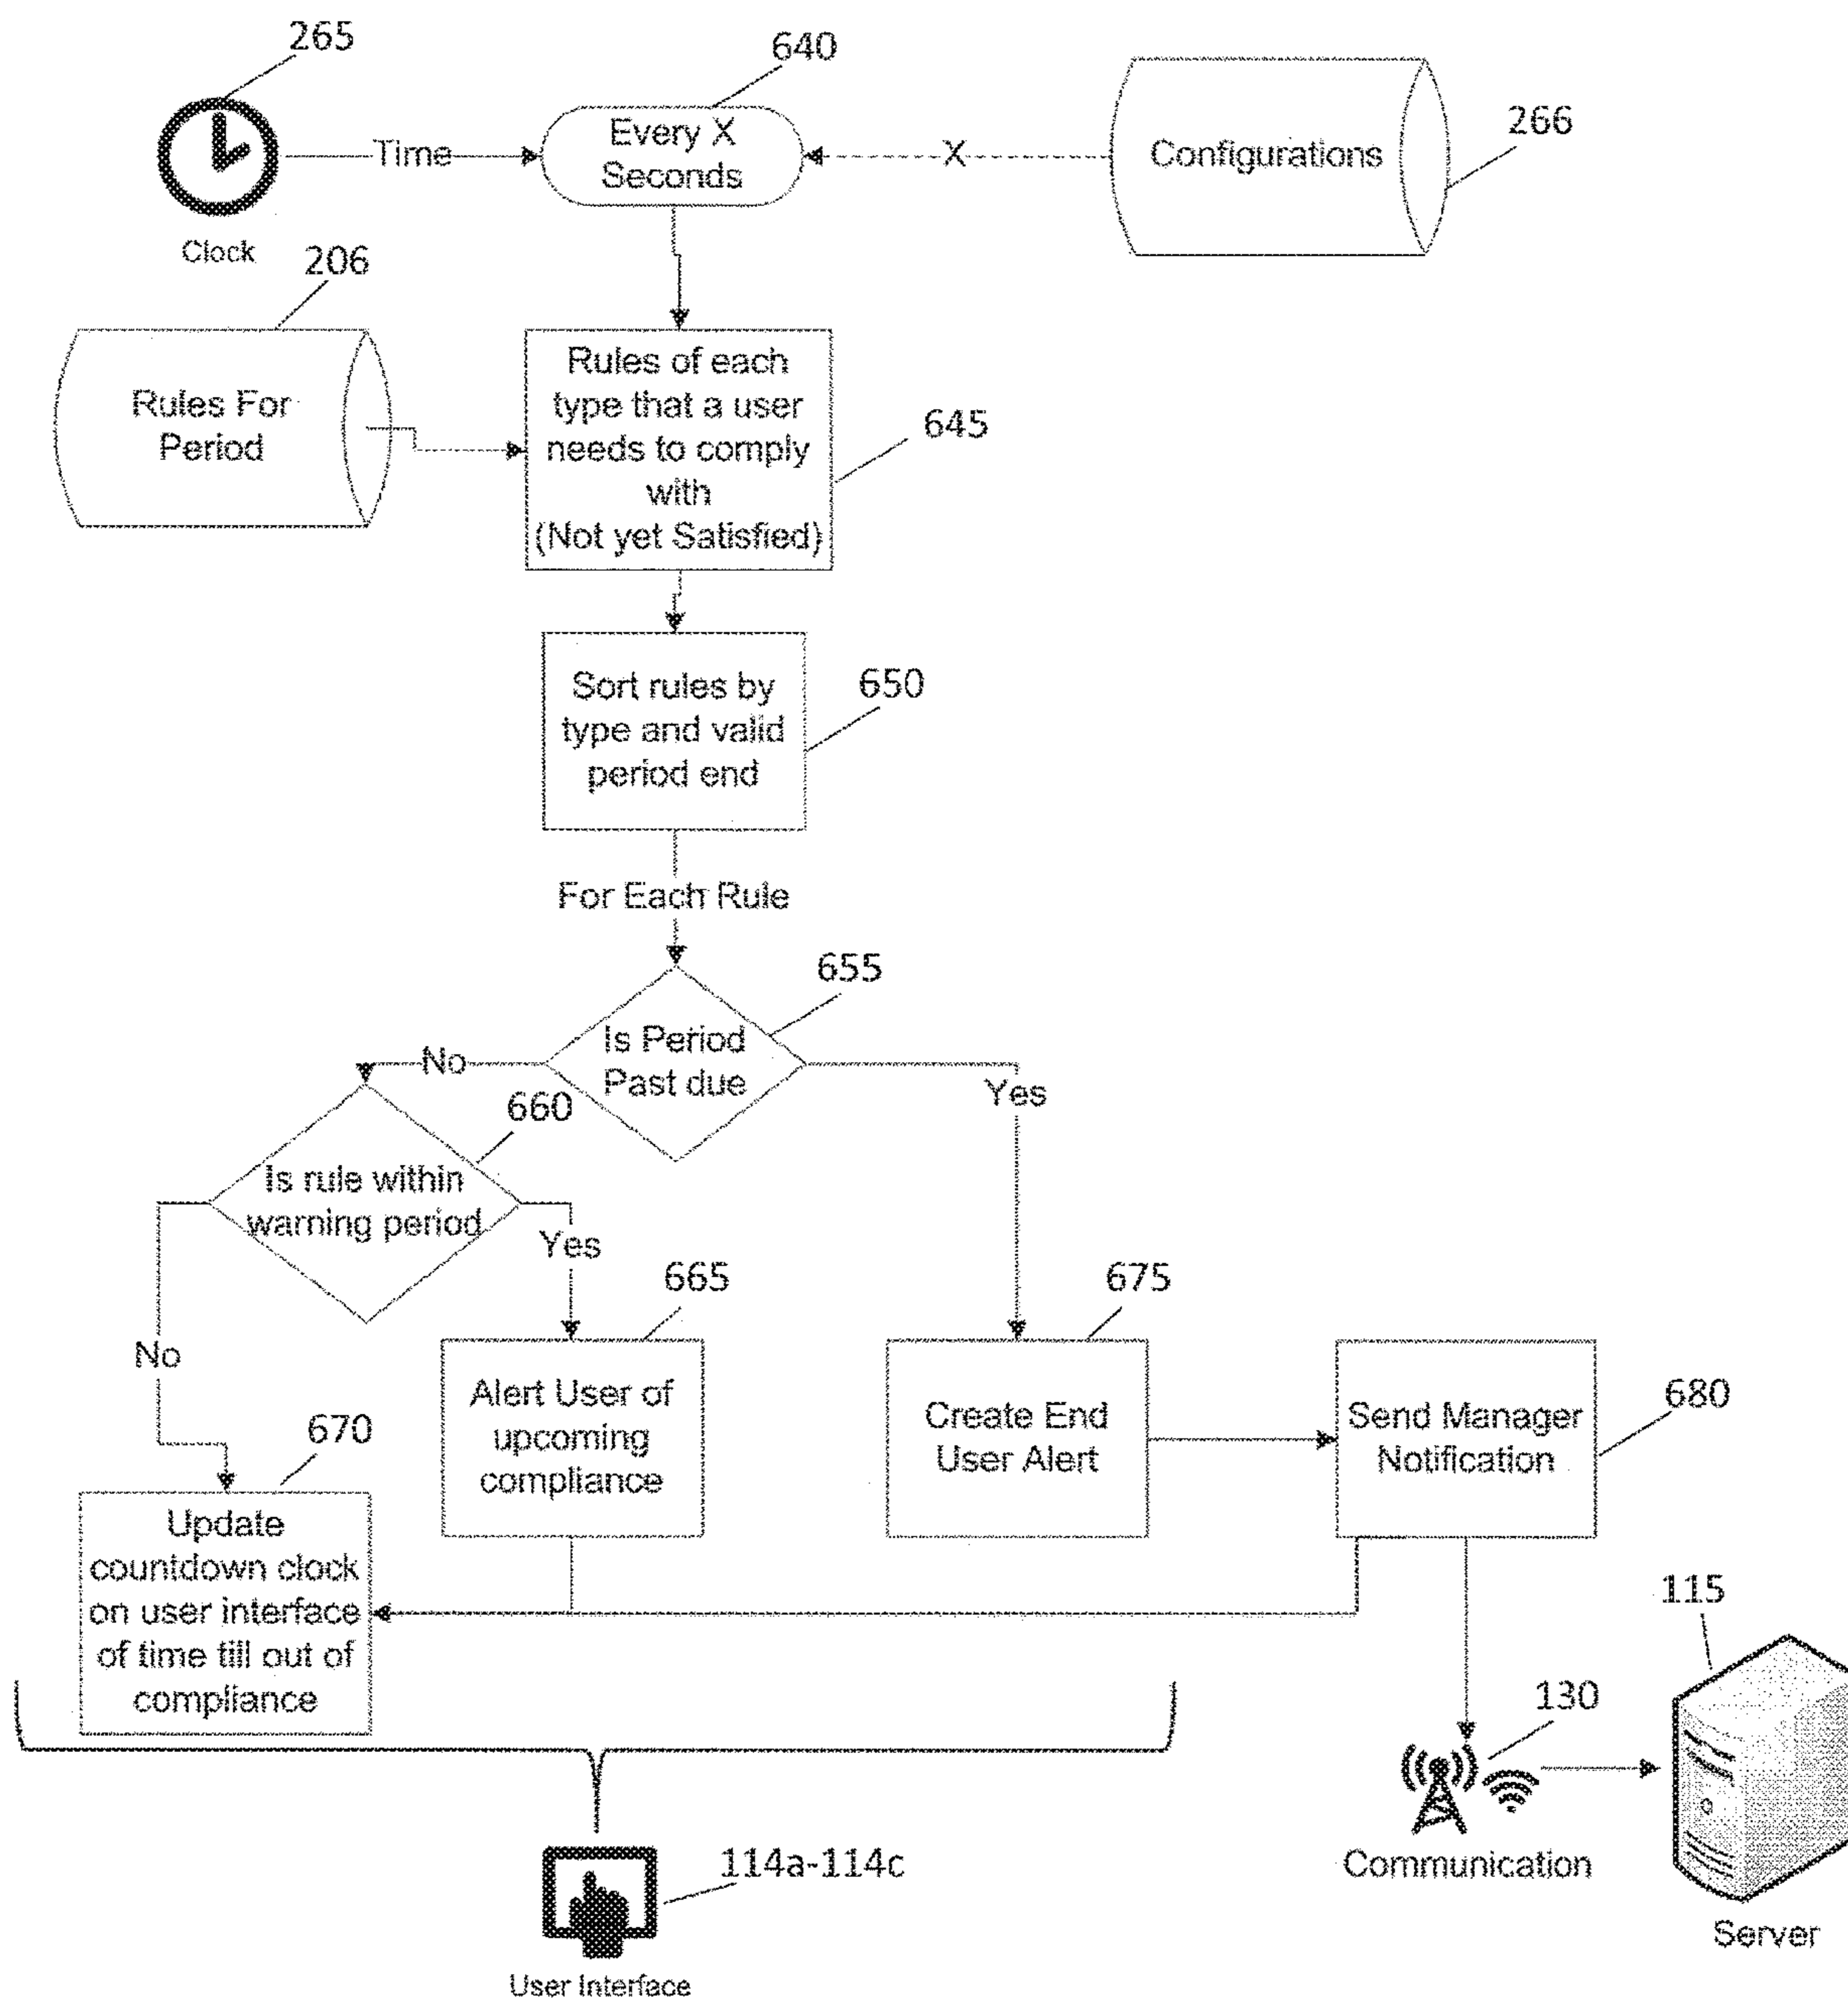 265
640
266
Time
Every X
Seconds
X
Configurations
Clock
206
Rules For
Period
Rules of each
type that a user
needs to comply
with
(Not yet Satisfied)
645
Sort rules by
type and valid
period end
650
For Each Rule
655
Is Period
Past due
No
Yes
660
Is rule within
warning period
Yes
No
665
675
Alert User of
upcoming
compliance
Create End
User Alert
Send Manager
Notification
680
670
Update
countdown clock
on user interface
of time till out of
compliance
115
130
Communication
Server
114a-114c
User Interface